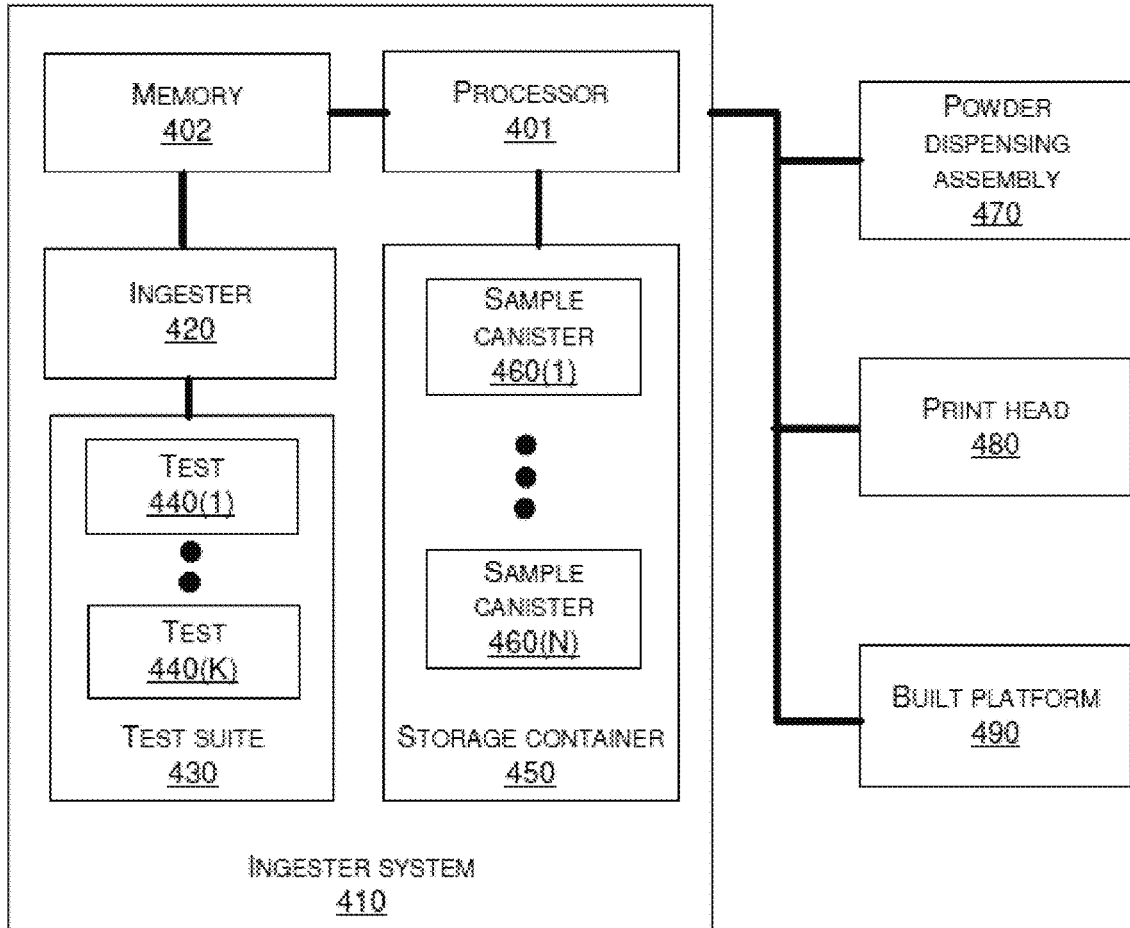 MEMORY
402
PROCESSOR
401
INGESTER
420
TEST
440(1)
TEST
440(K)
TEST SUITE
430
SAMPLE
CANISTER
460(1)
SAMPLE
CANISTER
460(N)
STORAGE CONTAINER
450
INGESTER SYSTEM
410
POWDER
DISPENSING
ASSEMBLY
470
PRINT HEAD
480
BUILT PLATFORM
490